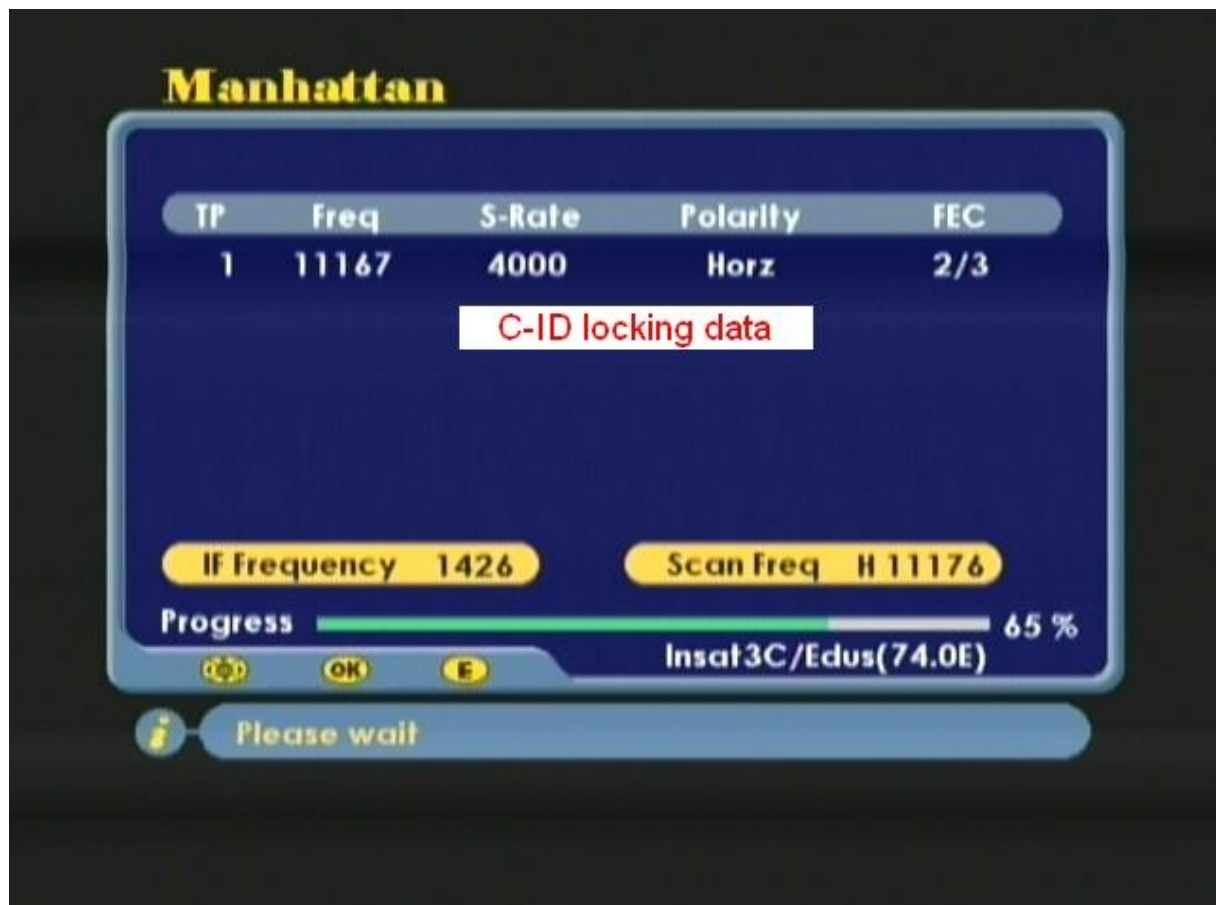 Manhattan
TP Freq S-Rate Polarity FEC
1 11167 4000 Horz 2/3
C-ID locking data
IF Frequency 1426 Scan Freq H 11176
Progress 65 %
Insat3C/Edus(74.0E)
OK E
i Please wait